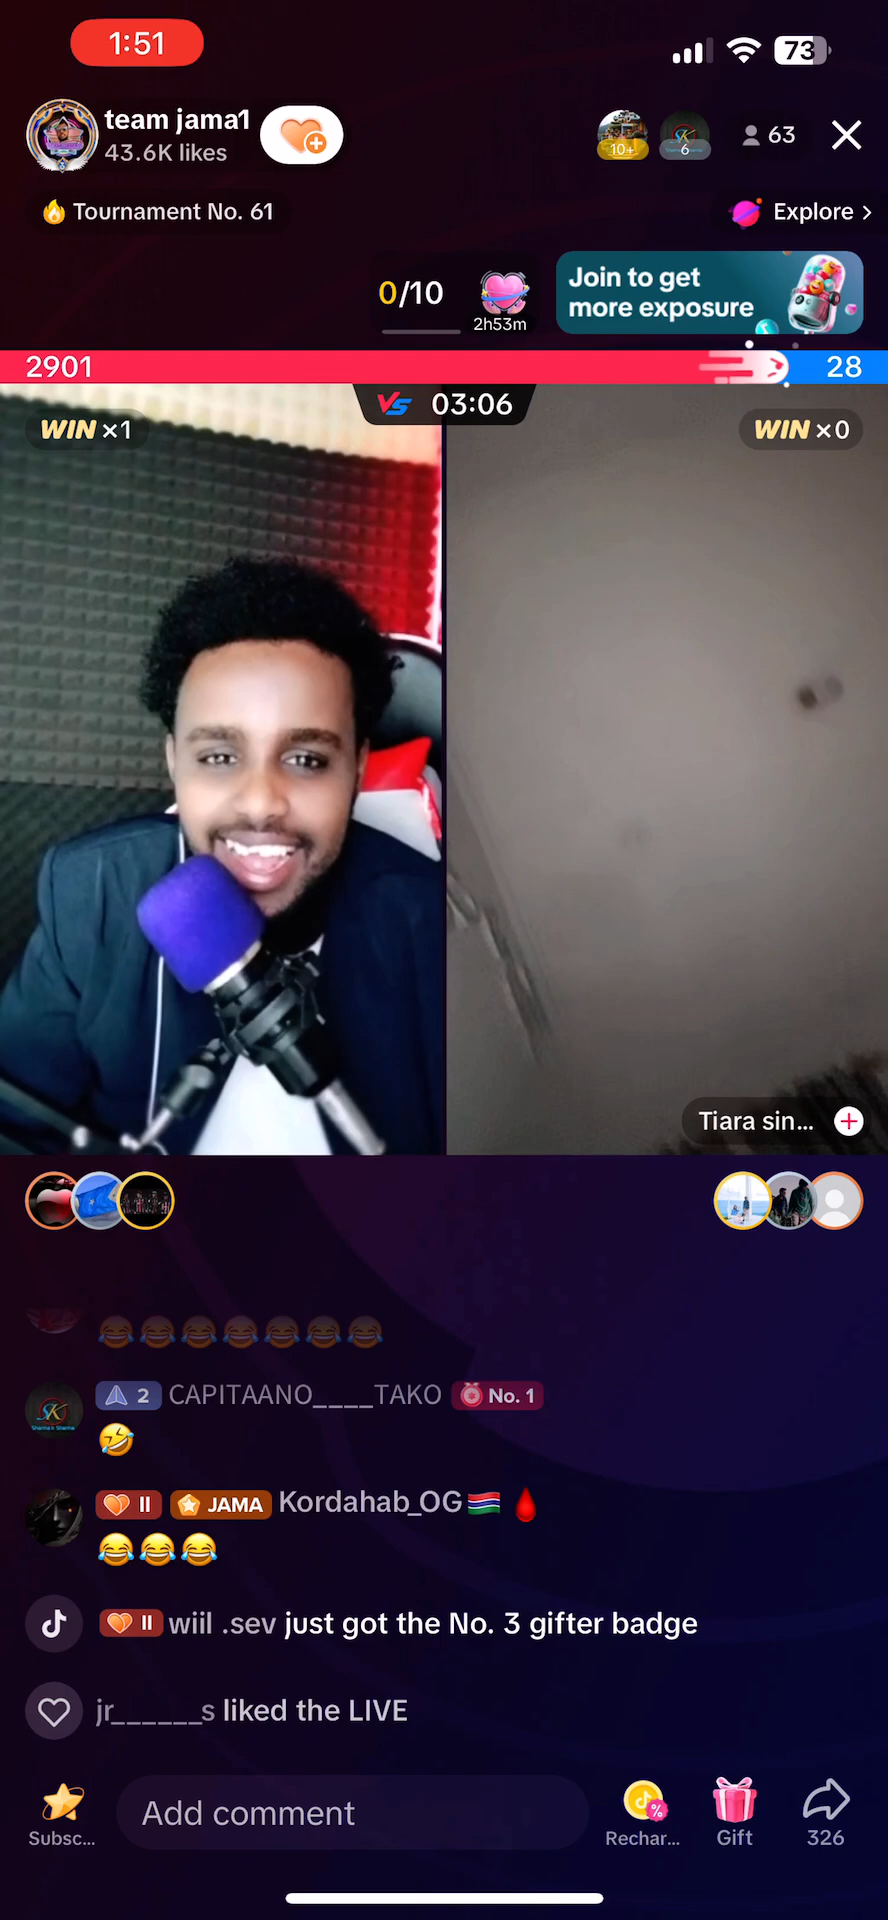 1:51
73
team jama1
43.6K likes
10+
6
63
Tournament No. 61
Explore
0/10
2h53m
Join to get
more exposure
2901
28
VS 03:06
WIN x1
WIN x0
Tiara sin...
2 CAPITAANO____TAKO No. 1
II JAMA Kordahab_OG
II wiil .sev just got the No. 3 gifter badge
jr______s liked the LIVE
Subsc...
Add comment
Rechar...
Gift
326